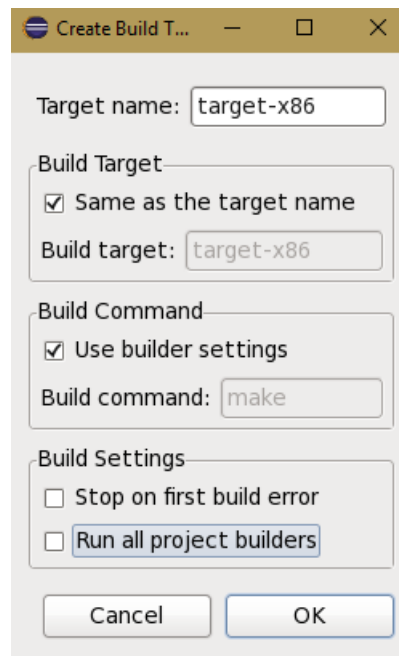 Create Build T...
Target name: target-x86
Build Target
Same as the target name
Build target: target-x86
Build Command
Use builder settings
Build command: make
Build Settings
Stop on first build error
Run all project builders
Cancel OK